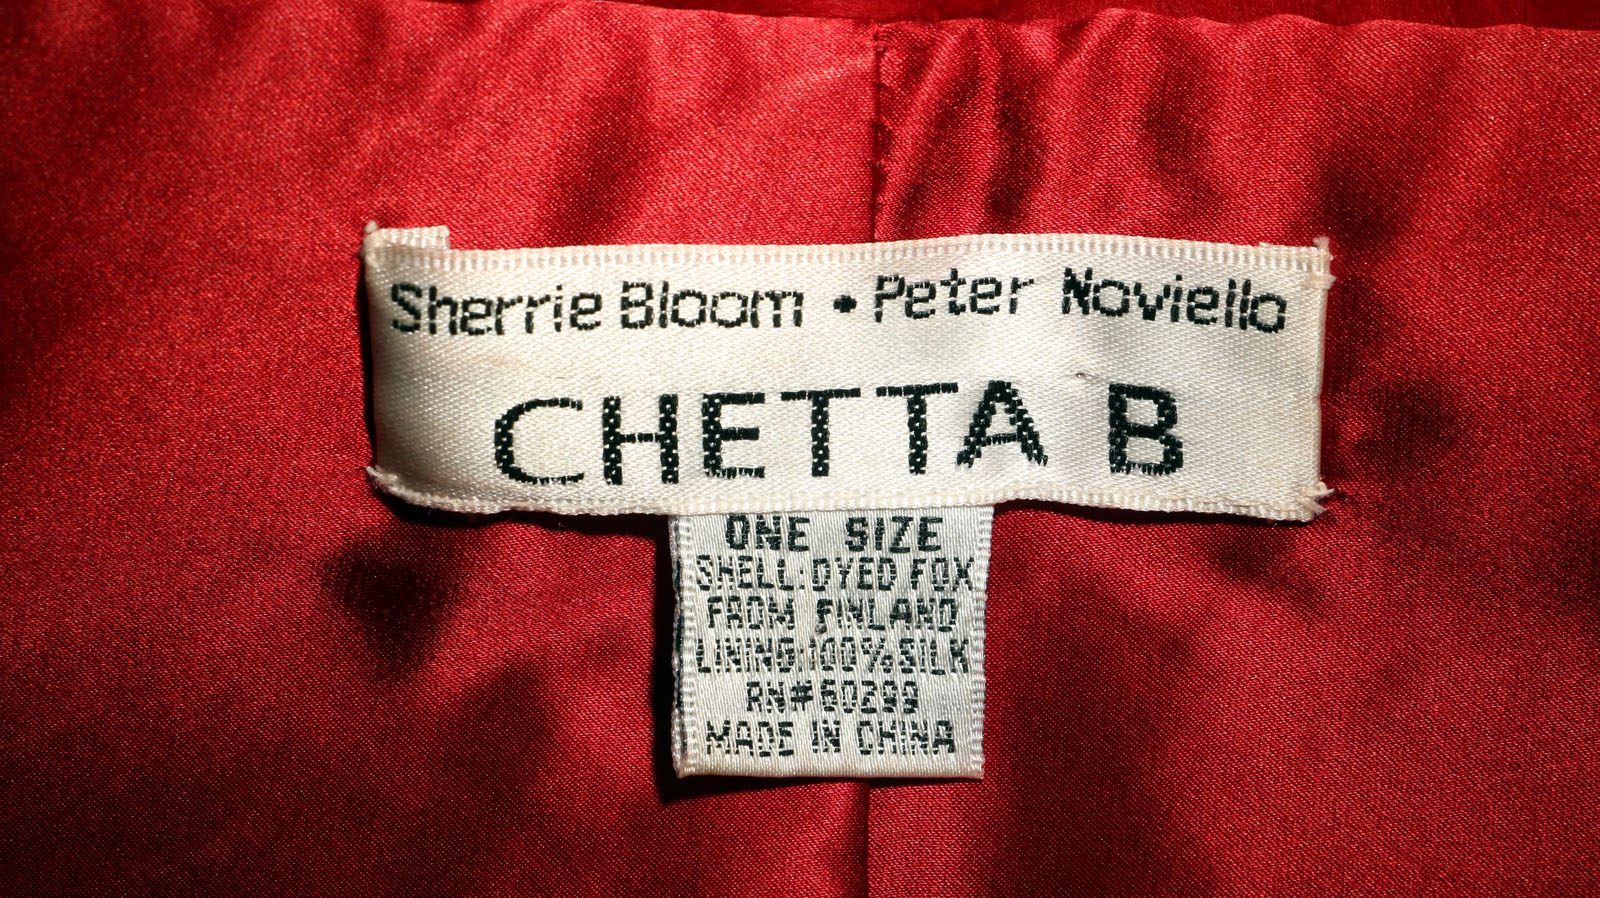 Sherrie Bloom • Peter Noviello
CHETTA B
ONE SIZE
SHELL:DYED FOX
FROM FINLAND
LINING:100%SILK
RN#60299
MADE IN CHINA